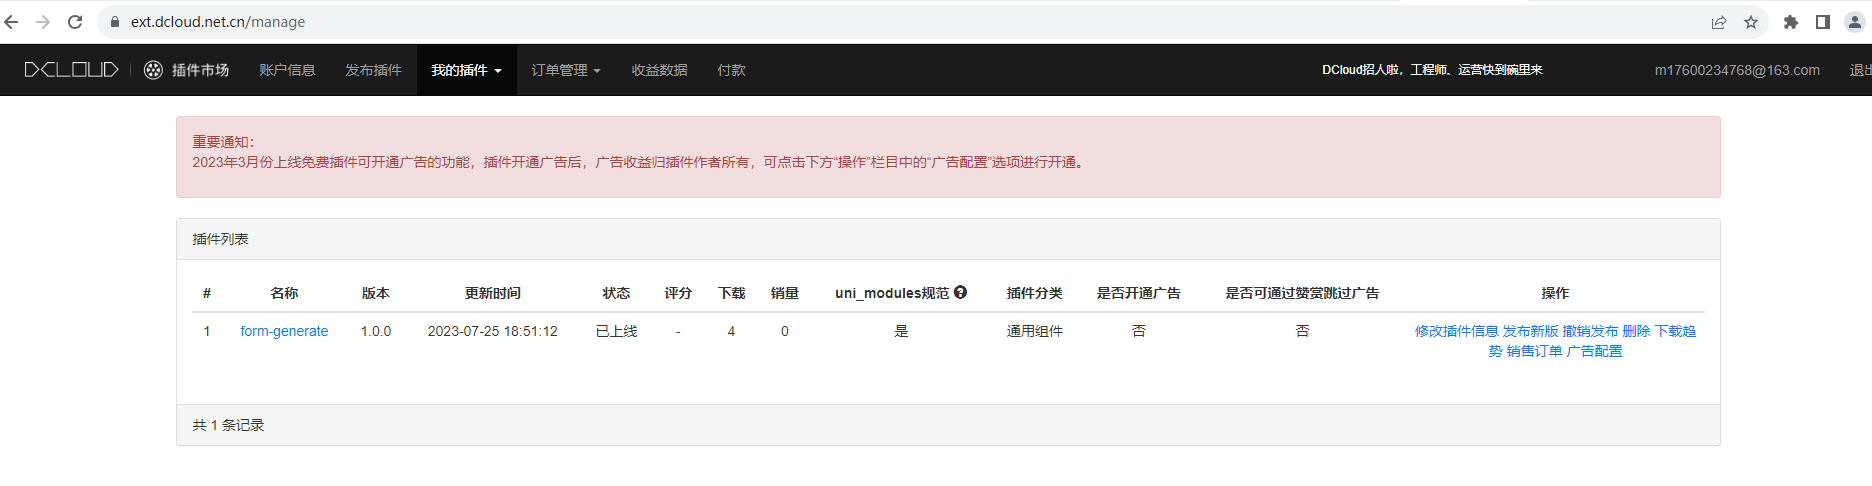 ext.dcloud.net.cn/manage
DCLOUD 插件市场 账户信息 发布插件 我的插件 订单管理 收益数据 付款 DCloud招人啦，工程师、运营快到碗里来 m17600234768@163.com 退出
重要通知：
2023年3月份上线免费插件可开通广告的功能，插件开通广告后，广告收益归插件作者所有，可点击下方“操作”栏目中的“广告配置”选项进行开通。
插件列表
# 名称 版本 更新时间 状态 评分 下载 销量 uni_modules规范 ? 插件分类 是否开通广告 是否可通过赞赏跳过广告 操作
1 form-generate 1.0.0 2023-07-25 18:51:12 已上线 - 4 0 是 通用组件 否 否 修改插件信息 发布新版 撤销发布 删除 下载趋
势 销售订单 广告配置
共 1 条记录